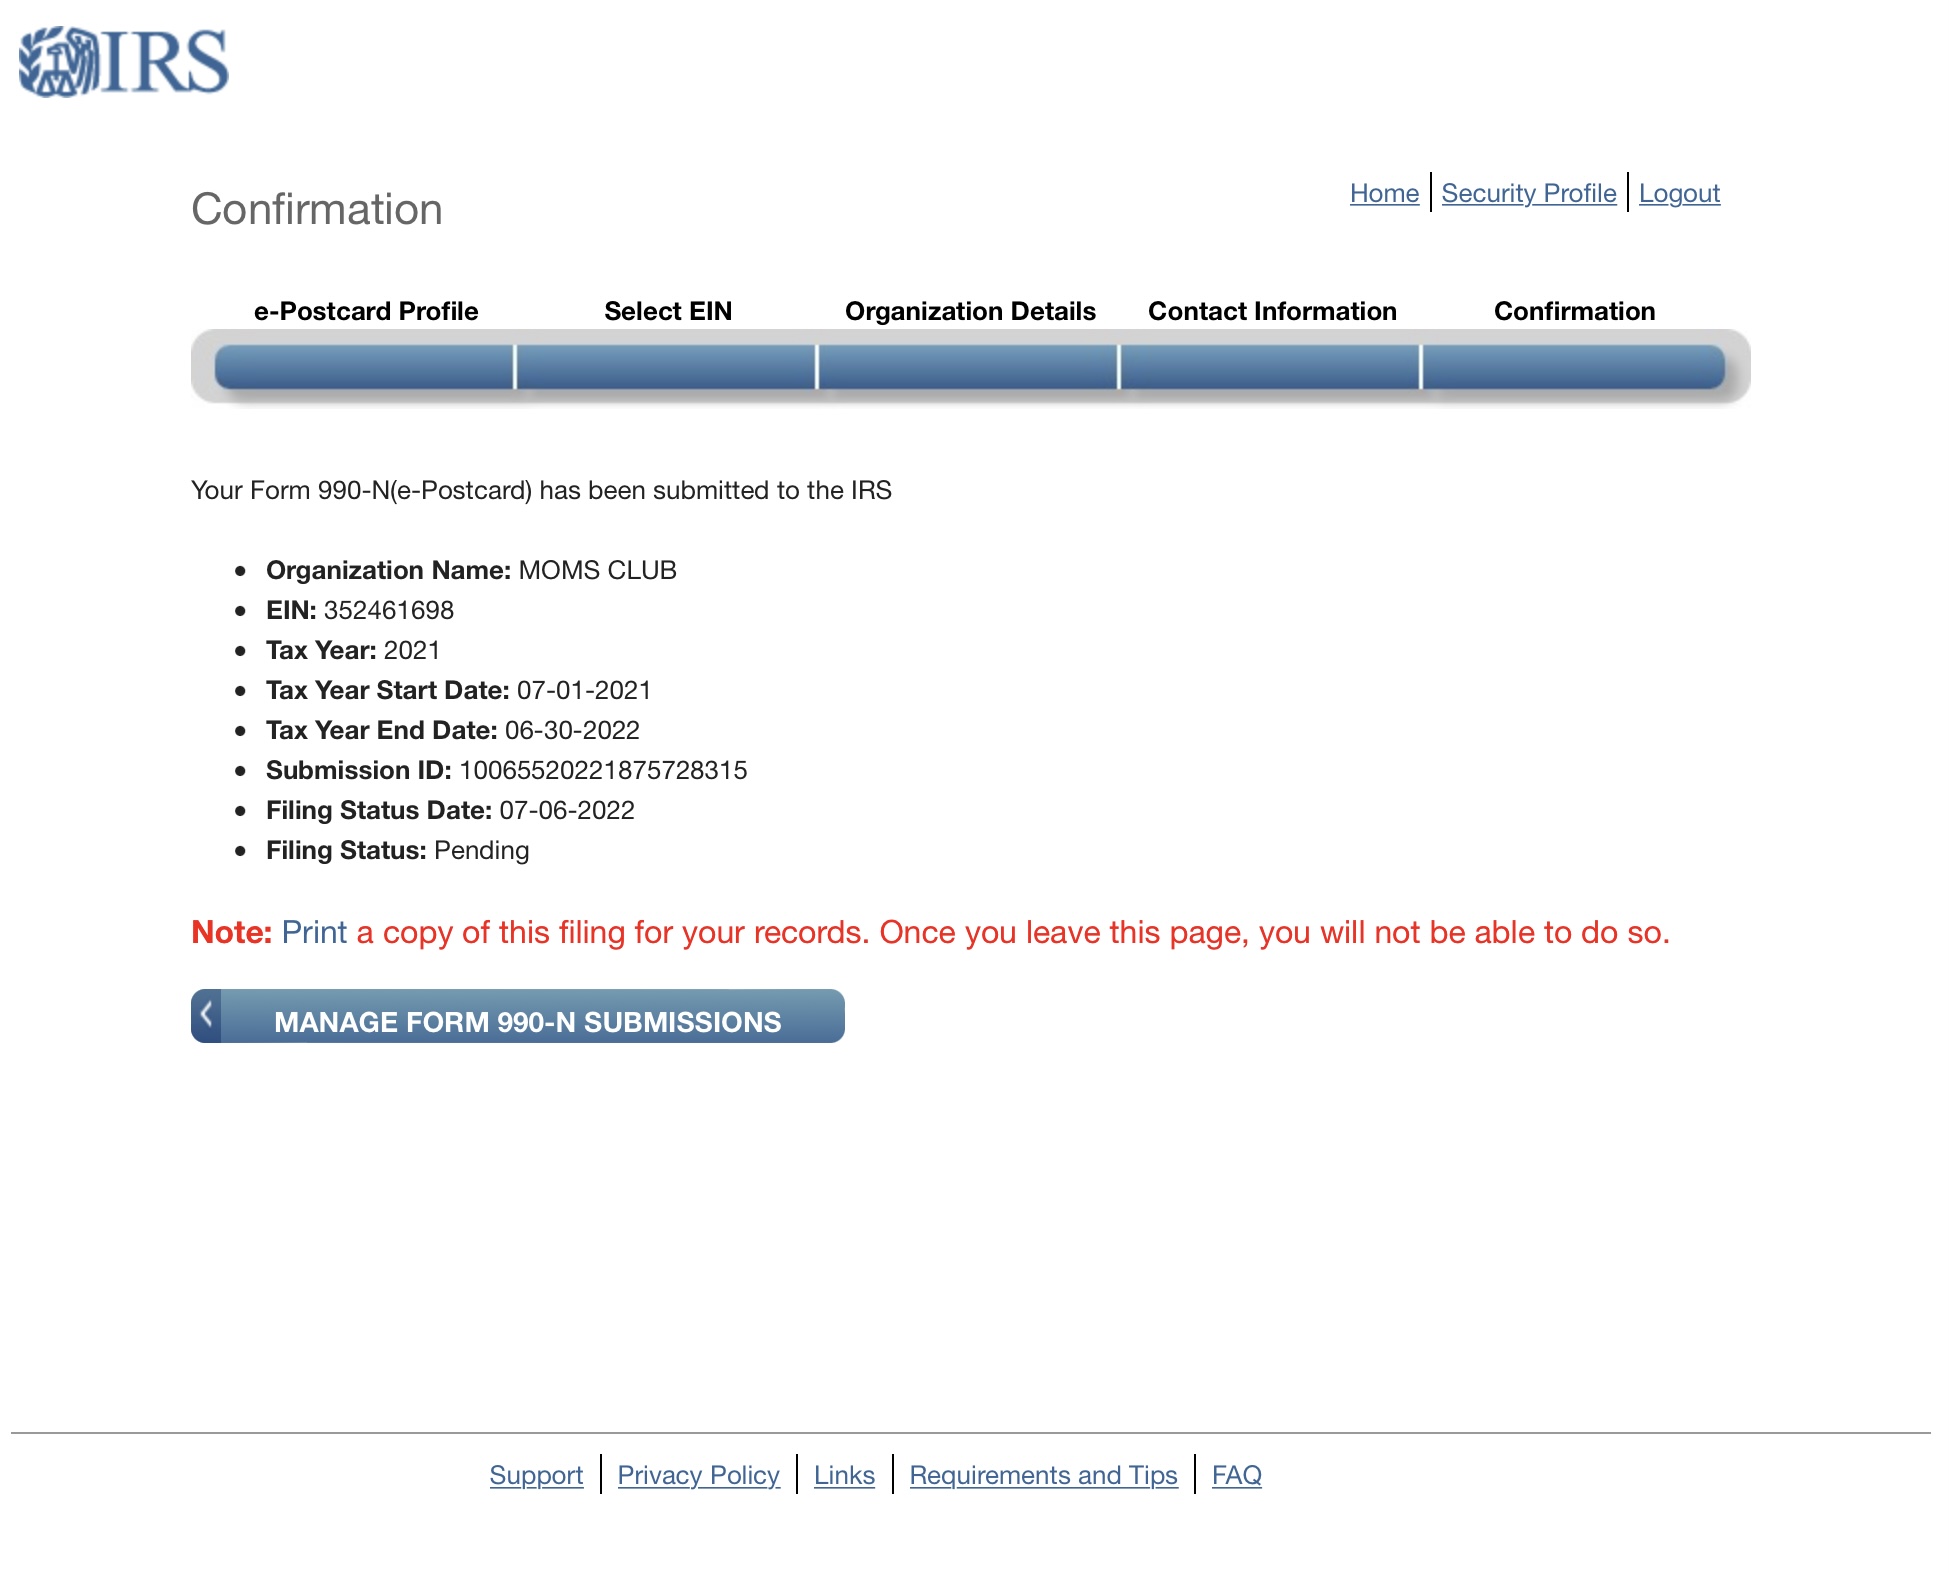 IRS
Confirmation
Home Security Profile Logout
e-Postcard Profile Select EIN Organization Details Contact Information Confirmation
Your Form 990-N(e-Postcard) has been submitted to the IRS
Organization Name: MOMS CLUB
EIN: 352461698
Tax Year: 2021
Tax Year Start Date: 07-01-2021
Tax Year End Date: 06-30-2022
Submission ID: 10065520221875728315
Filing Status Date: 07-06-2022
Filing Status: Pending
Note: Print a copy of this filing for your records. Once you leave this page, you will not be able to do so.
MANAGE FORM 990-N SUBMISSIONS
Support Privacy Policy Links Requirements and Tips FAQ